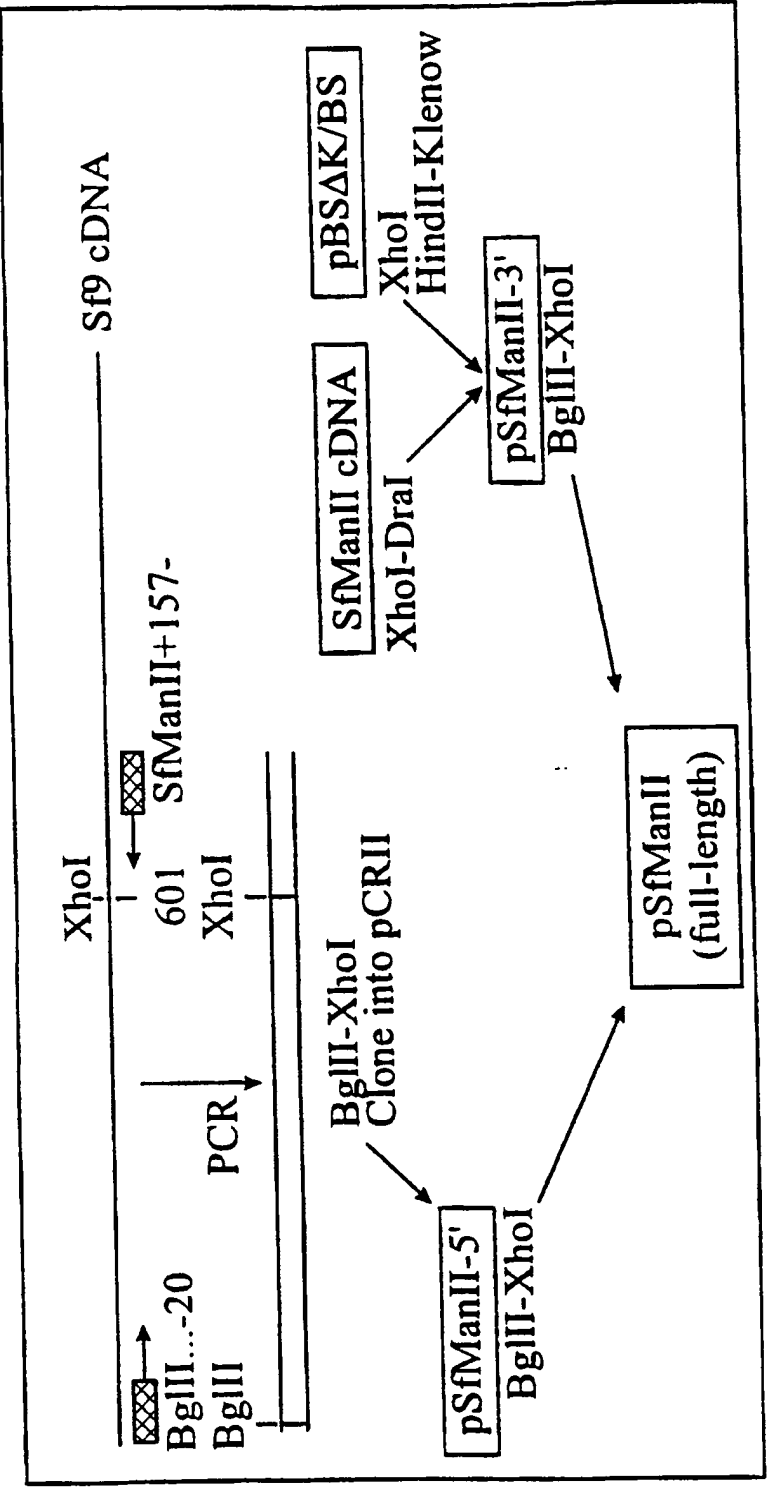 Sf9 cDNA
XhoI
BglII...-20
601
SfManII+157-
BglII
XhoI
PCR
BglII-XhoI
Clone into pCRII
SfManII cDNA
XhoI-DraI
pBSΔK/BS
XhoI
HindII-Klenow
pSfManII-5'
BglII-XhoI
pSfManII-3'
BglII-XhoI
pSfManII
(full-length)